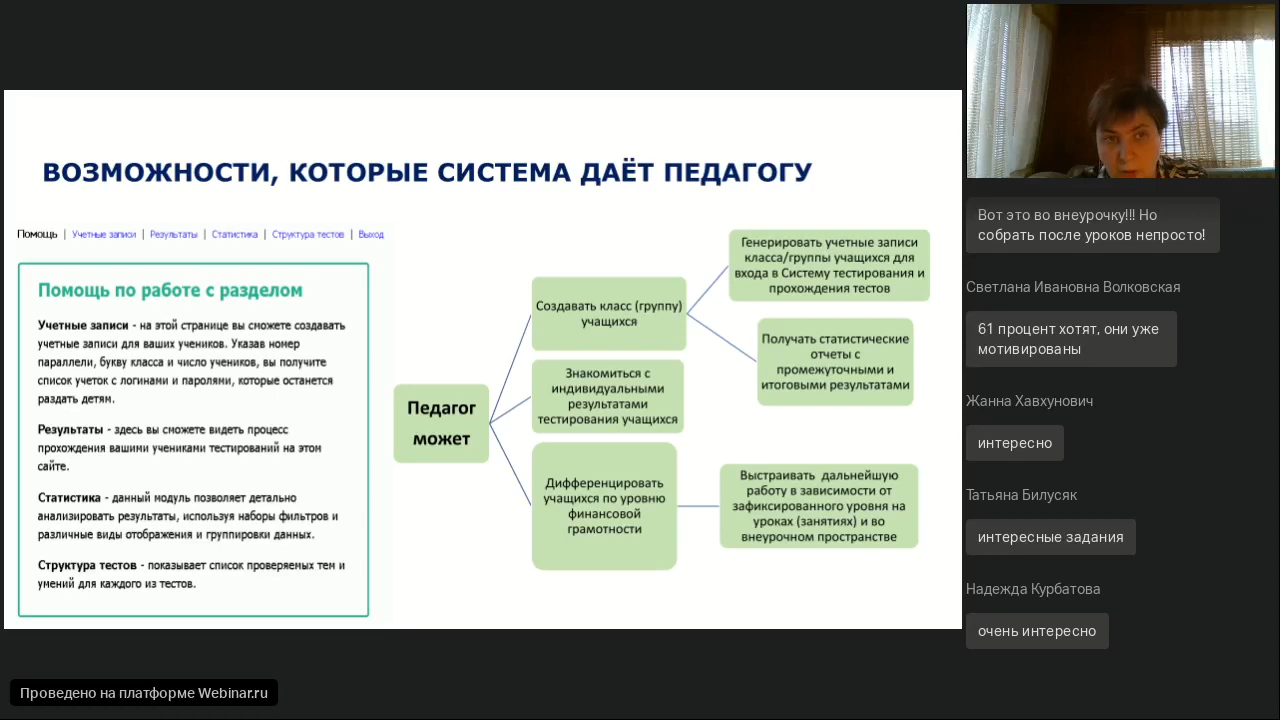 ВОЗМОЖНОСТИ, КОТОРЫЕ СИСТЕМА ДАЁТ ПЕДАГОГУ
Помощь | Учетные записи | Результаты | Статистика | Структура тестов | Выход
Помощь по работе с разделом
Учетные записи - на этой странице вы сможете создавать
учетные записи для ваших учеников. Указав номер
параллели, букву класса и число учеников, вы получите
список учеток с логинами и паролями, которые останется
раздать детям.
Результаты - здесь вы сможете видеть процесс
прохождения вашими учениками тестирований на этом
сайте.
Статистика - данный модуль позволяет детально
анализировать результаты, используя наборы фильтров и
различные виды отображения и группировки данных.
Структура тестов - показывает список проверяемых тем и
умений для каждого из тестов.
Педагог
может
Создавать класс (группу)
учащихся
Знакомиться с
индивидуальными
результатами
тестирования учащихся
Дифференцировать
учащихся по уровню
финансовой
грамотности
Генерировать учетные записи
класса/группы учащихся для
входа в Систему тестирования и
прохождения тестов
Получать статистические
отчеты с
промежуточными и
итоговыми результатами
Выстраивать дальнейшую
работу в зависимости от
зафиксированного уровня на
уроках (занятиях) и во
внеурочном пространстве
Вот это во внеурочку!!! Но
собрать после уроков непросто!
Светлана Ивановна Волковская
61 процент хотят, они уже
мотивированы
Жанна Хавхунович
интересно
Татьяна Билусяк
интересные задания
Надежда Курбатова
очень интересно
Проведено на платформе Webinar.ru